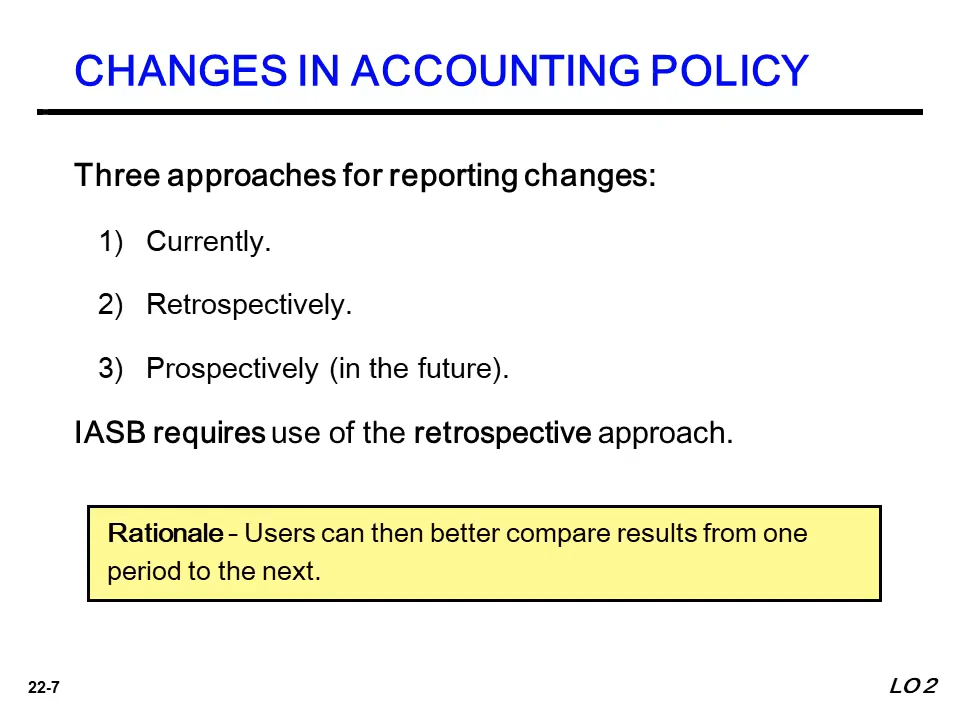 CHANGES IN ACCOUNTING POLICY
Three approaches for reporting changes:
1) Currently.
2) Retrospectively.
3) Prospectively (in the future).
IASB requires use of the retrospective approach.
Rationale - Users can then better compare results from one
period to the next.
22-7
LO 2